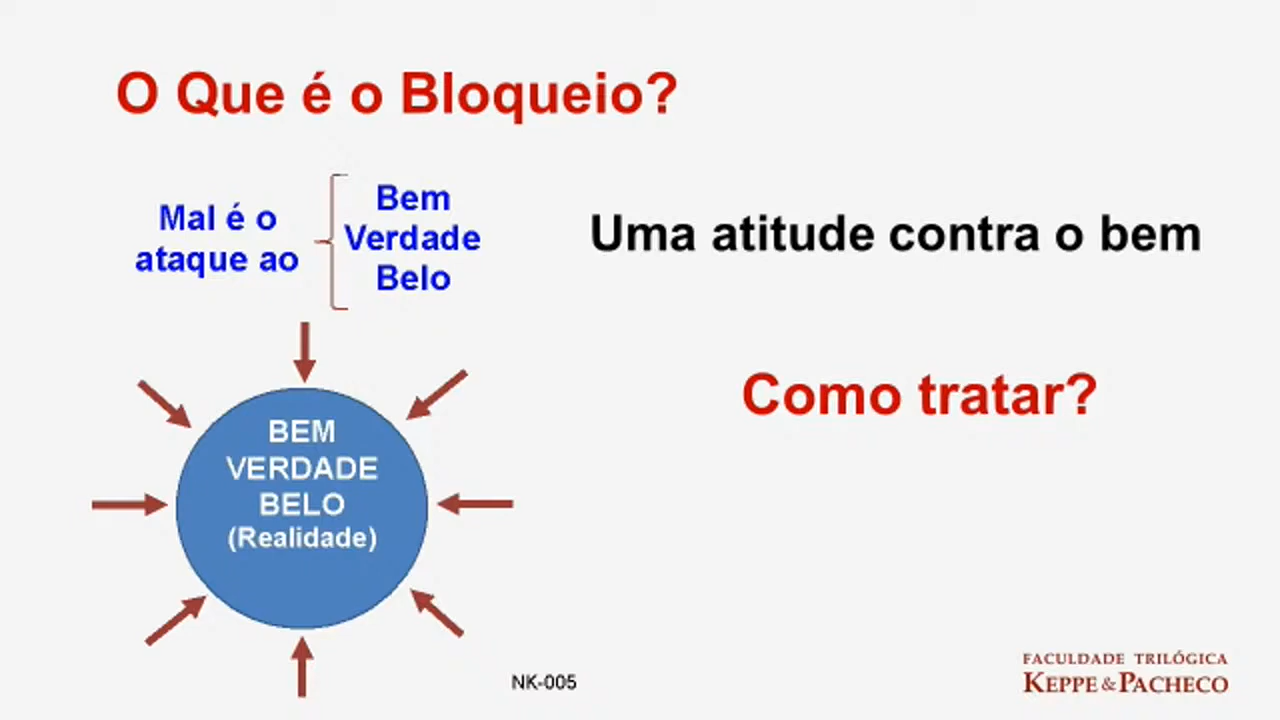 O Que é o Bloqueio?
Mal é o
ataque ao
Bem
Verdade
Belo
Uma atitude contra o bem
Como tratar?
BEM
VERDADE
BELO
(Realidade)
NK-005
FACULDADE TRILÓGICA
KEPPE & PACHECO